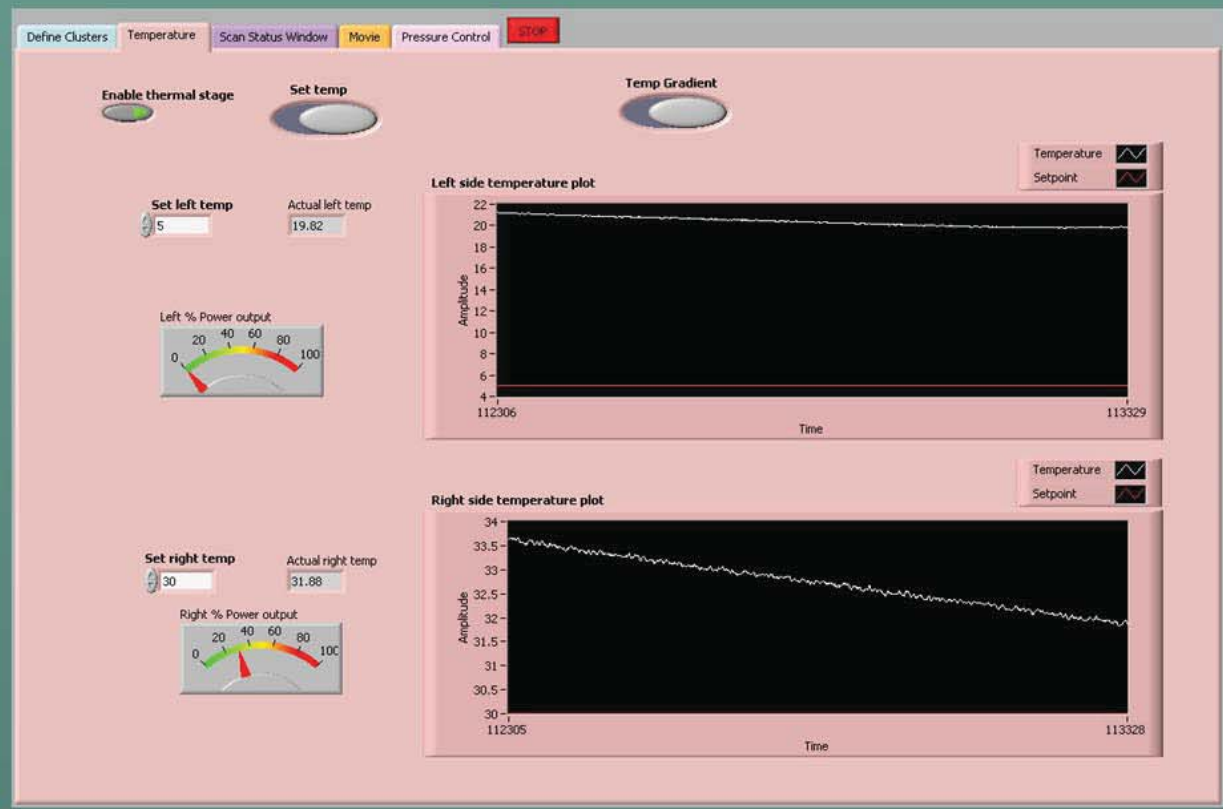 Define Clusters Temperature Scan Status Window Movie Pressure Control STOP
Enable thermal stage Set temp Temp Gradient
Temperature
Setpoint
Left side temperature plot
Set left temp Actual left temp
5 19.82
22
20
18
16
14
12
10
8
6
4
Amplitude
112306 113329
Time
Left % Power output
0 20 40 60 80 100
Temperature
Setpoint
Right side temperature plot
Set right temp Actual right temp
30 31.88
34
33.5
33
32.5
32
31.5
31
30.5
30
Amplitude
112305 113328
Time
Right % Power output
0 20 40 60 80 100